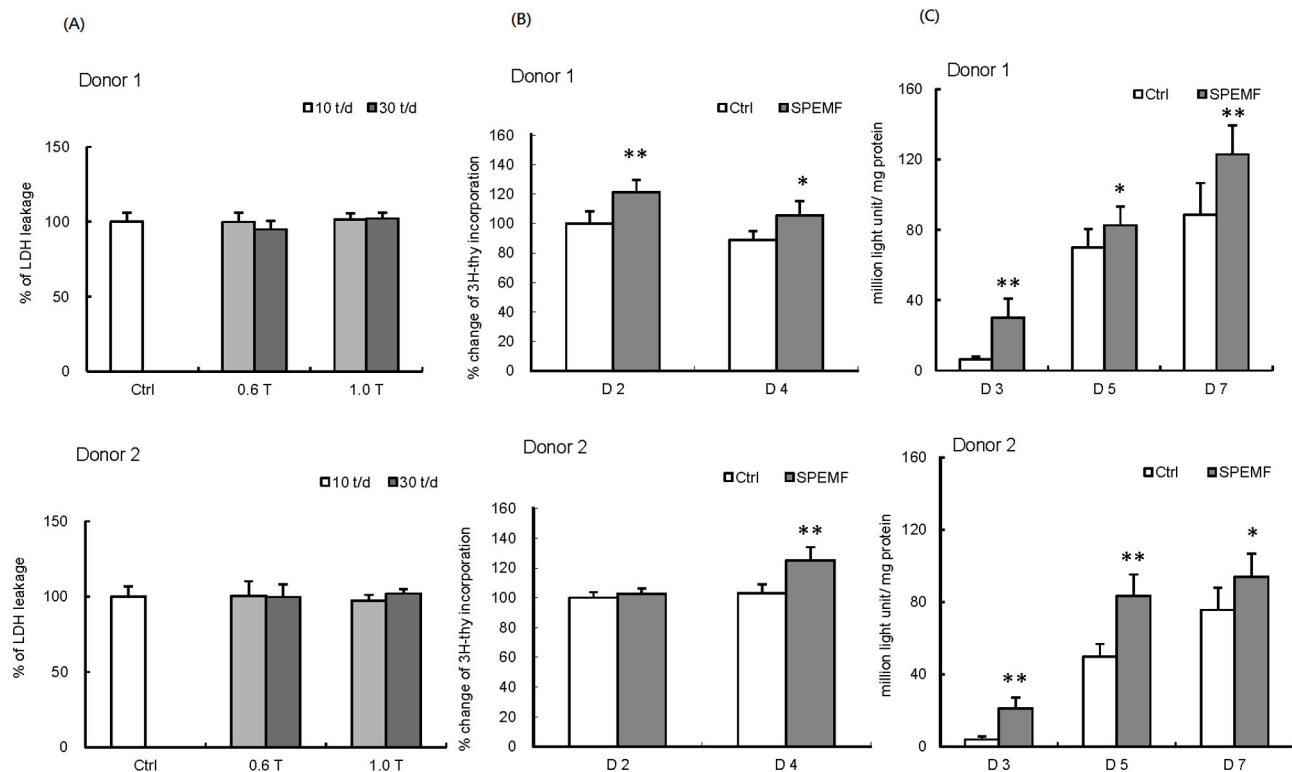 (A)
Donor 1
10 t/d 30 t/d
% of LDH leakage
150
100
50
0
Ctrl 0.6 T 1.0 T
Donor 2
10 t/d 30 t/d
% of LDH leakage
150
100
50
0
Ctrl 0.6 T 1.0 T
(B)
Donor 1
Ctrl SPEMF
% change of 3H-thy incorporation
160
140
120
100
80
60
40
20
0
**
*
D 2 D 4
Donor 2
Ctrl SPEMF
% change of 3H-thy incorporation
160
140
120
100
80
60
40
20
0
**
D 2 D 4
(C)
Donor 1
Ctrl SPEMF
million light unit/ mg protein
160
120
80
40
0
**
*
**
D 3 D 5 D 7
Donor 2
Ctrl SPEMF
million light unit/ mg protein
160
120
80
40
0
**
**
*
D 3 D 5 D 7